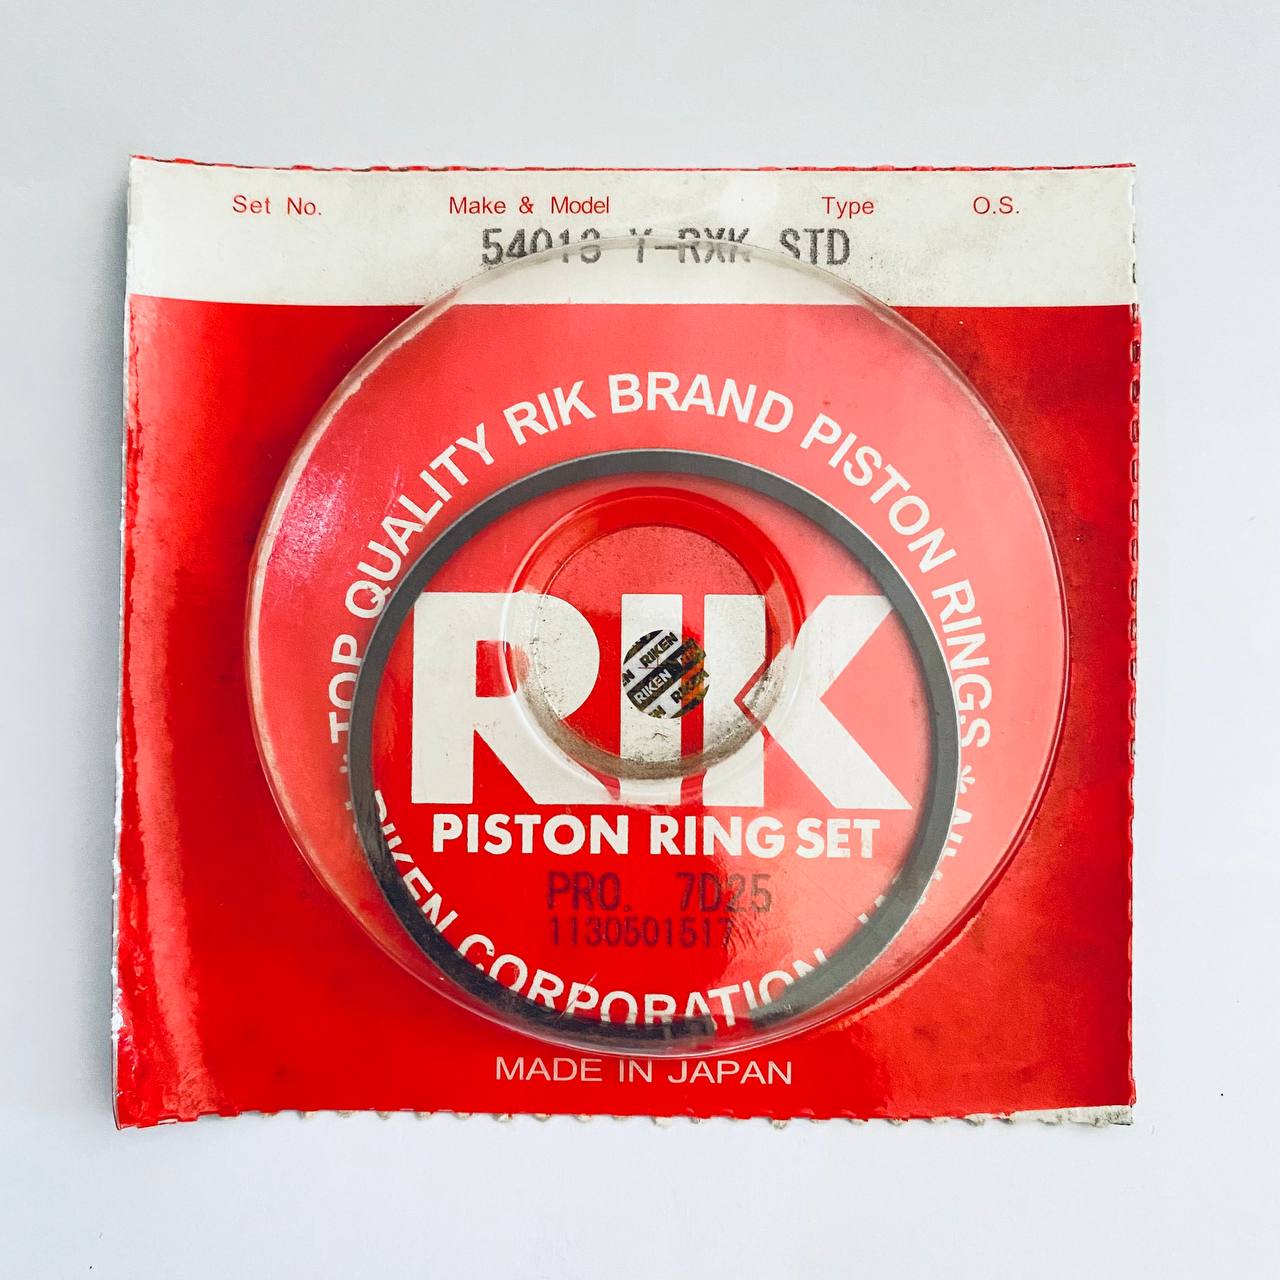 Set No. Make & Model Type O.S.
54013 Y-RXK STD
* TOP QUALITY RIK BRAND PISTON RINGS *
RIK
RIKEN
RIKEN
PISTON RING SET
PRO. 7D25
1130501517
RIKEN CORPORATION
MADE IN JAPAN